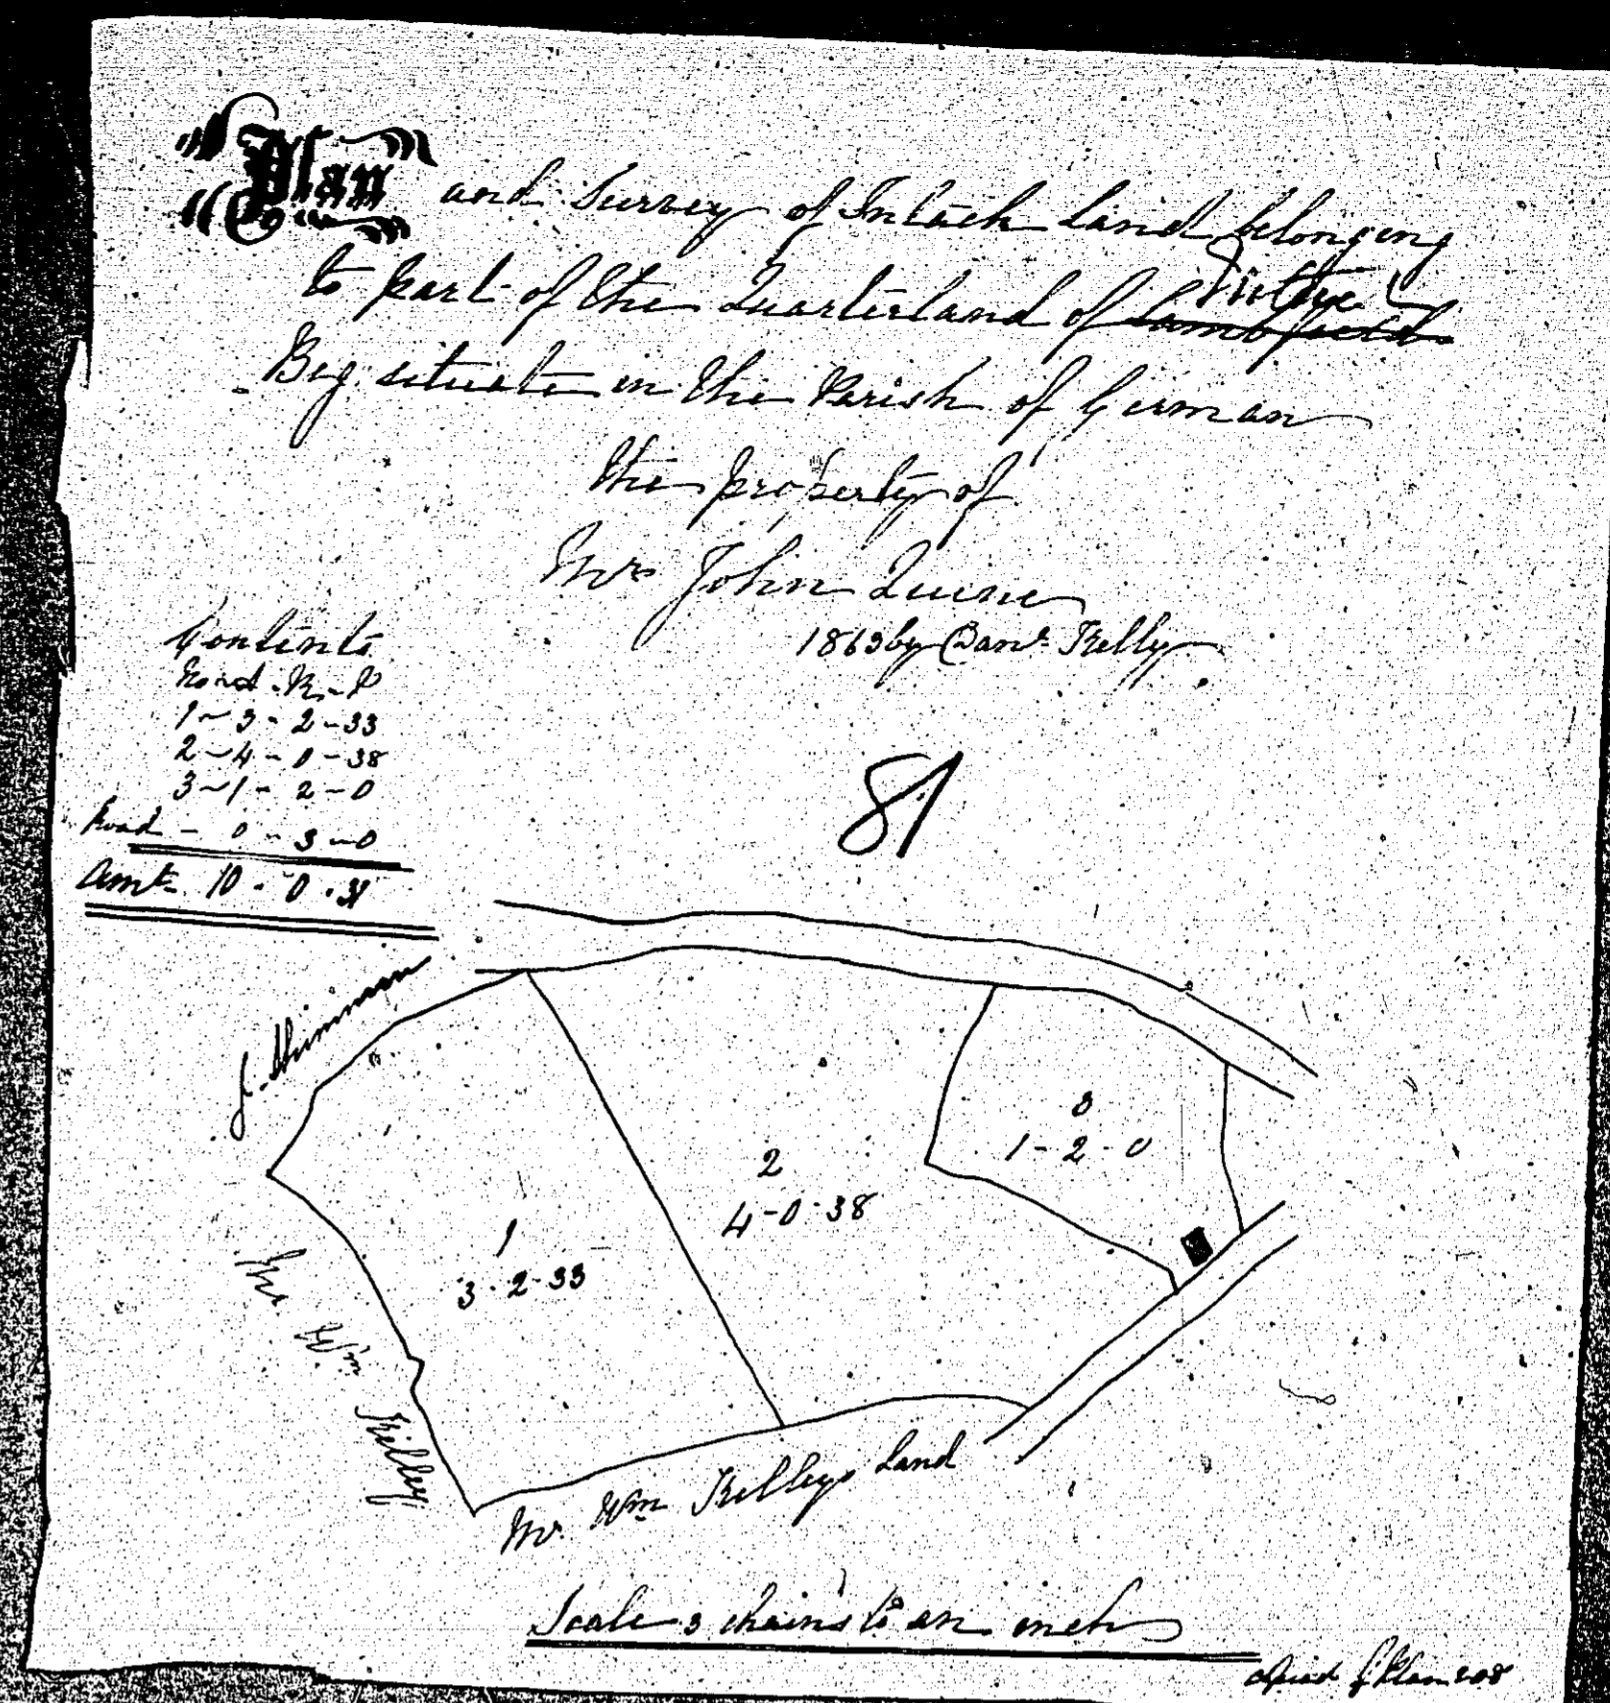 Plan and Survey of Intack Land belonging
to part of the Quarterland of
Beg situate in the Parish of German
the property of
Mr John Quine
1863 by Danl Kelly
Contents
R - P
1 - 3 - 2 - 33
2 - 4 - 0 - 38
3 - 1 - 2 - 0
Road - 0 - 3 - 0
Amt 10 - 0 - 31
81
J.
3
1 - 2 - 0
2
4 - 0 - 38
1
3 - 2 - 33
Mr Wm Kelley
Mr. Wm Kelleys Land
Scale 3 chains to an inch